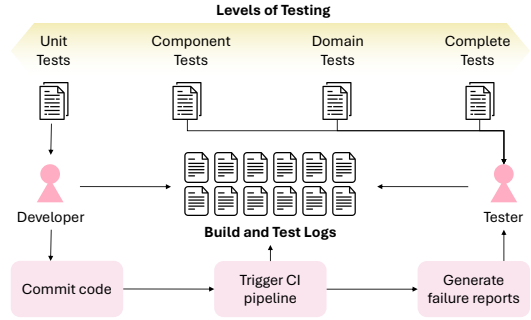 Levels of Testing
Unit
Tests
Component
Tests
Domain
Tests
Complete
Tests
Developer
Build and Test Logs
Tester
Commit code
Trigger CI
pipeline
Generate
failure reports